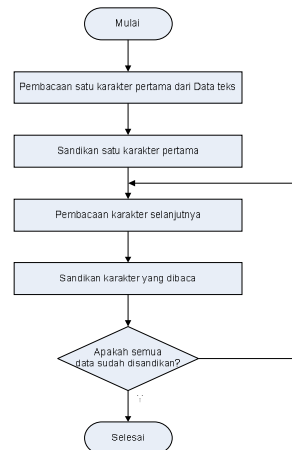 Mulai
Pembacaan satu karakter pertama dari Data teks
Sandikan satu karakter pertama
Pembacaan karakter selanjutnya
Sandikan karakter yang dibaca
Apakah semua
data sudah disandikan?
Selesai